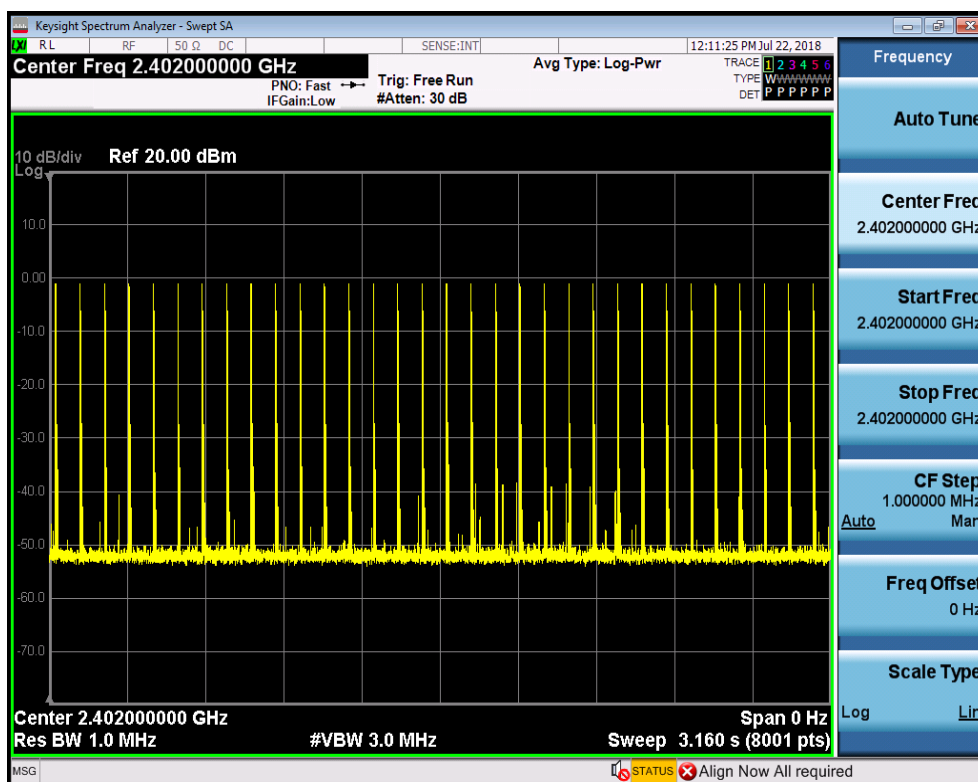 Keysight Spectrum Analyzer - Swept SA
LXI RL RF 50 Ω DC SENSE:INT 12:11:25 PM Jul 22, 2018
Center Freq 2.402000000 GHz
PNO: Fast
IFGain:Low
Trig: Free Run
#Atten: 30 dB
Avg Type: Log-Pwr
TRACE 1 2 3 4 5 6
TYPE W
DET P P P P P P
10 dB/div Ref 20.00 dBm
Log
10.0
0.00
-10.0
-20.0
-30.0
-40.0
-50.0
-60.0
-70.0
Center 2.402000000 GHz Span 0 Hz
Res BW 1.0 MHz #VBW 3.0 MHz Sweep 3.160 s (8001 pts)
MSG STATUS Align Now All required
Frequency
Auto Tune
Center Freq
2.402000000 GHz
Start Freq
2.402000000 GHz
Stop Freq
2.402000000 GHz
CF Step
1.000000 MHz
Auto Man
Freq Offset
0 Hz
Scale Type
Log Lin